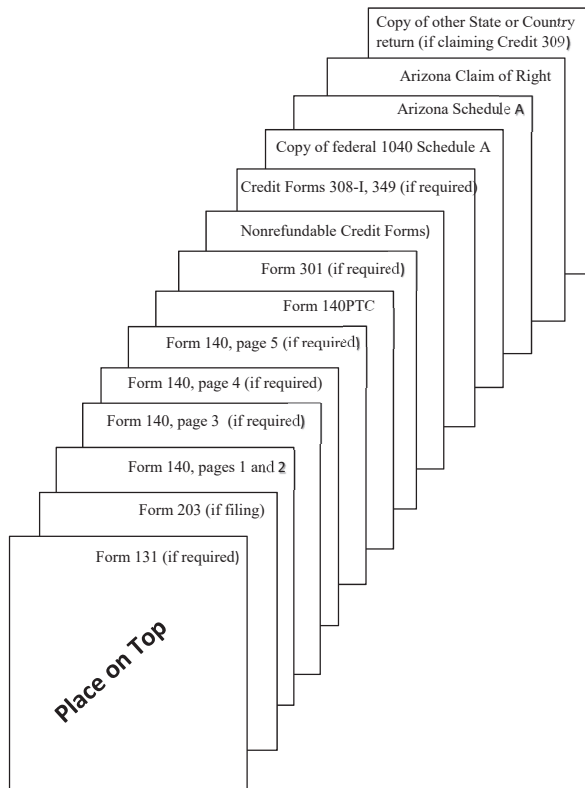 Copy of other State or Country
return (if claiming Credit 309)
Arizona Claim of Right
Arizona Schedule A
Copy of federal 1040 Schedule A
Credit Forms 308-I, 349 (if required)
Nonrefundable Credit Forms)
Form 301 (if required)
Form 140PTC
Form 140, page 5 (if required)
Form 140, page 4 (if required)
Form 140, page 3 (if required)
Form 140, pages 1 and 2
Form 203 (if filing)
Form 131 (if required)
Place on Top